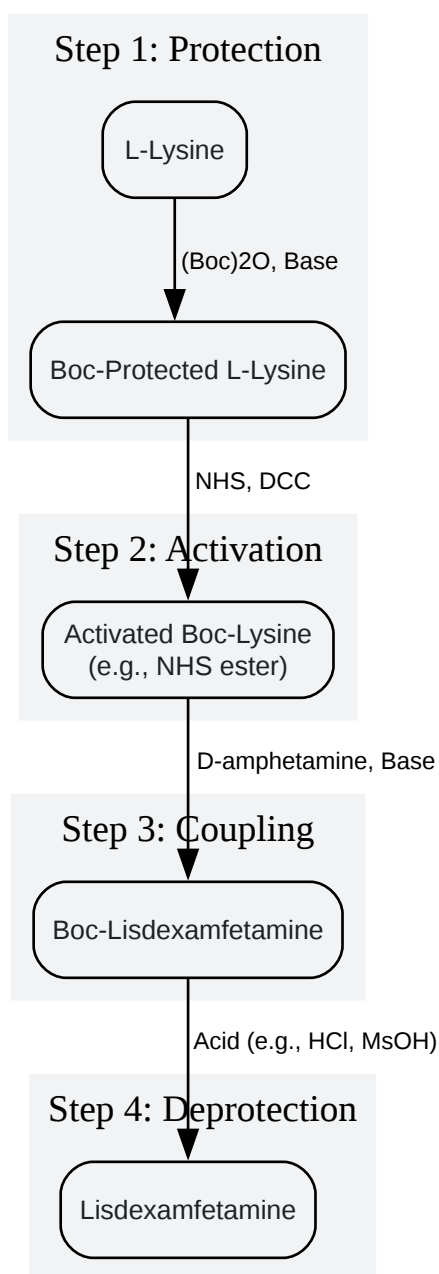 Step 1: Protection
L-Lysine
(Boc)2O, Base
Boc-Protected L-Lysine
NHS, DCC
Step 2: Activation
Activated Boc-Lysine
(e.g., NHS ester)
D-amphetamine, Base
Step 3: Coupling
Boc-Lisdexamfetamine
Acid (e.g., HCl, MsOH)
Step 4: Deprotection
Lisdexamfetamine